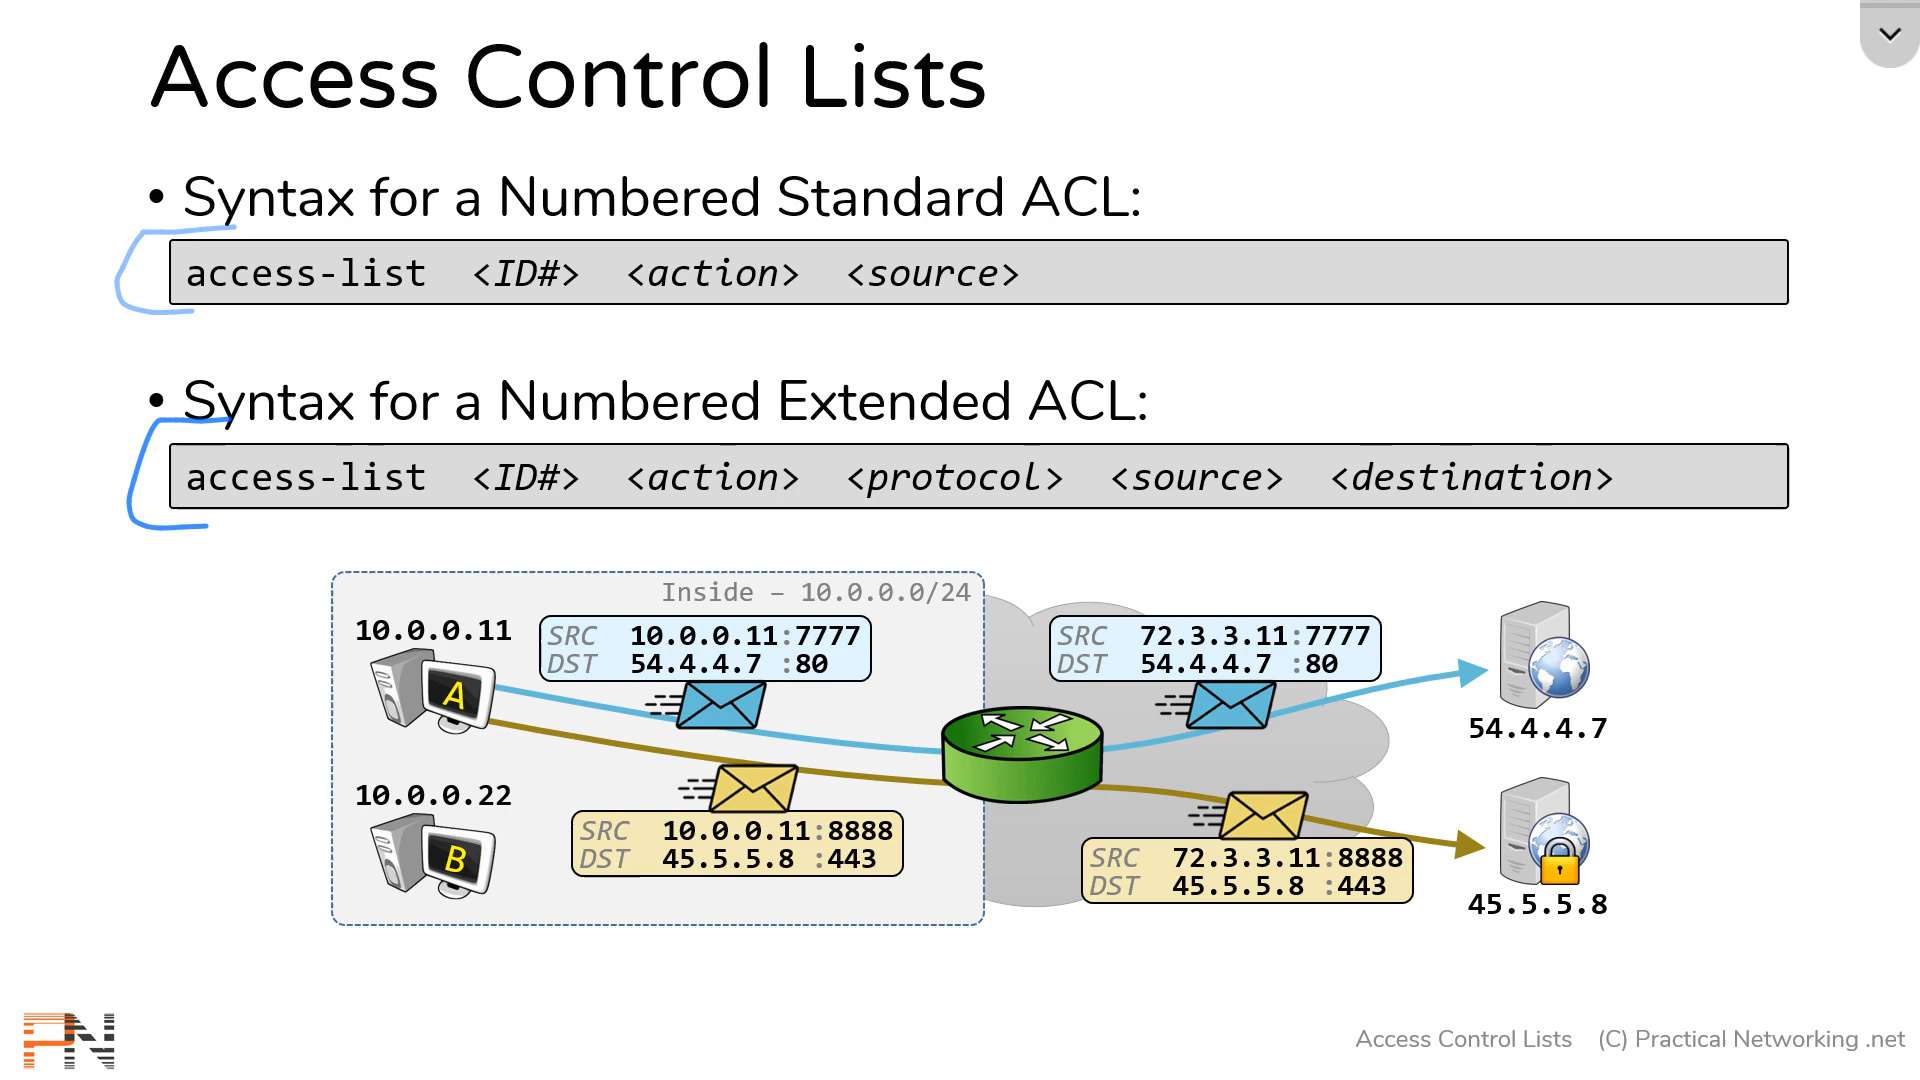 Access Control Lists
• Syntax for a Numbered Standard ACL:
access-list <ID#> <action> <source>
• Syntax for a Numbered Extended ACL:
access-list <ID#> <action> <protocol> <source> <destination>
Inside – 10.0.0.0/24
10.0.0.11
A
SRC 10.0.0.11:7777
DST 54.4.4.7 :80
SRC 72.3.3.11:7777
DST 54.4.4.7 :80
54.4.4.7
10.0.0.22
B
SRC 10.0.0.11:8888
DST 45.5.5.8 :443
SRC 72.3.3.11:8888
DST 45.5.5.8 :443
45.5.5.8
PN
Access Control Lists (C) Practical Networking .net